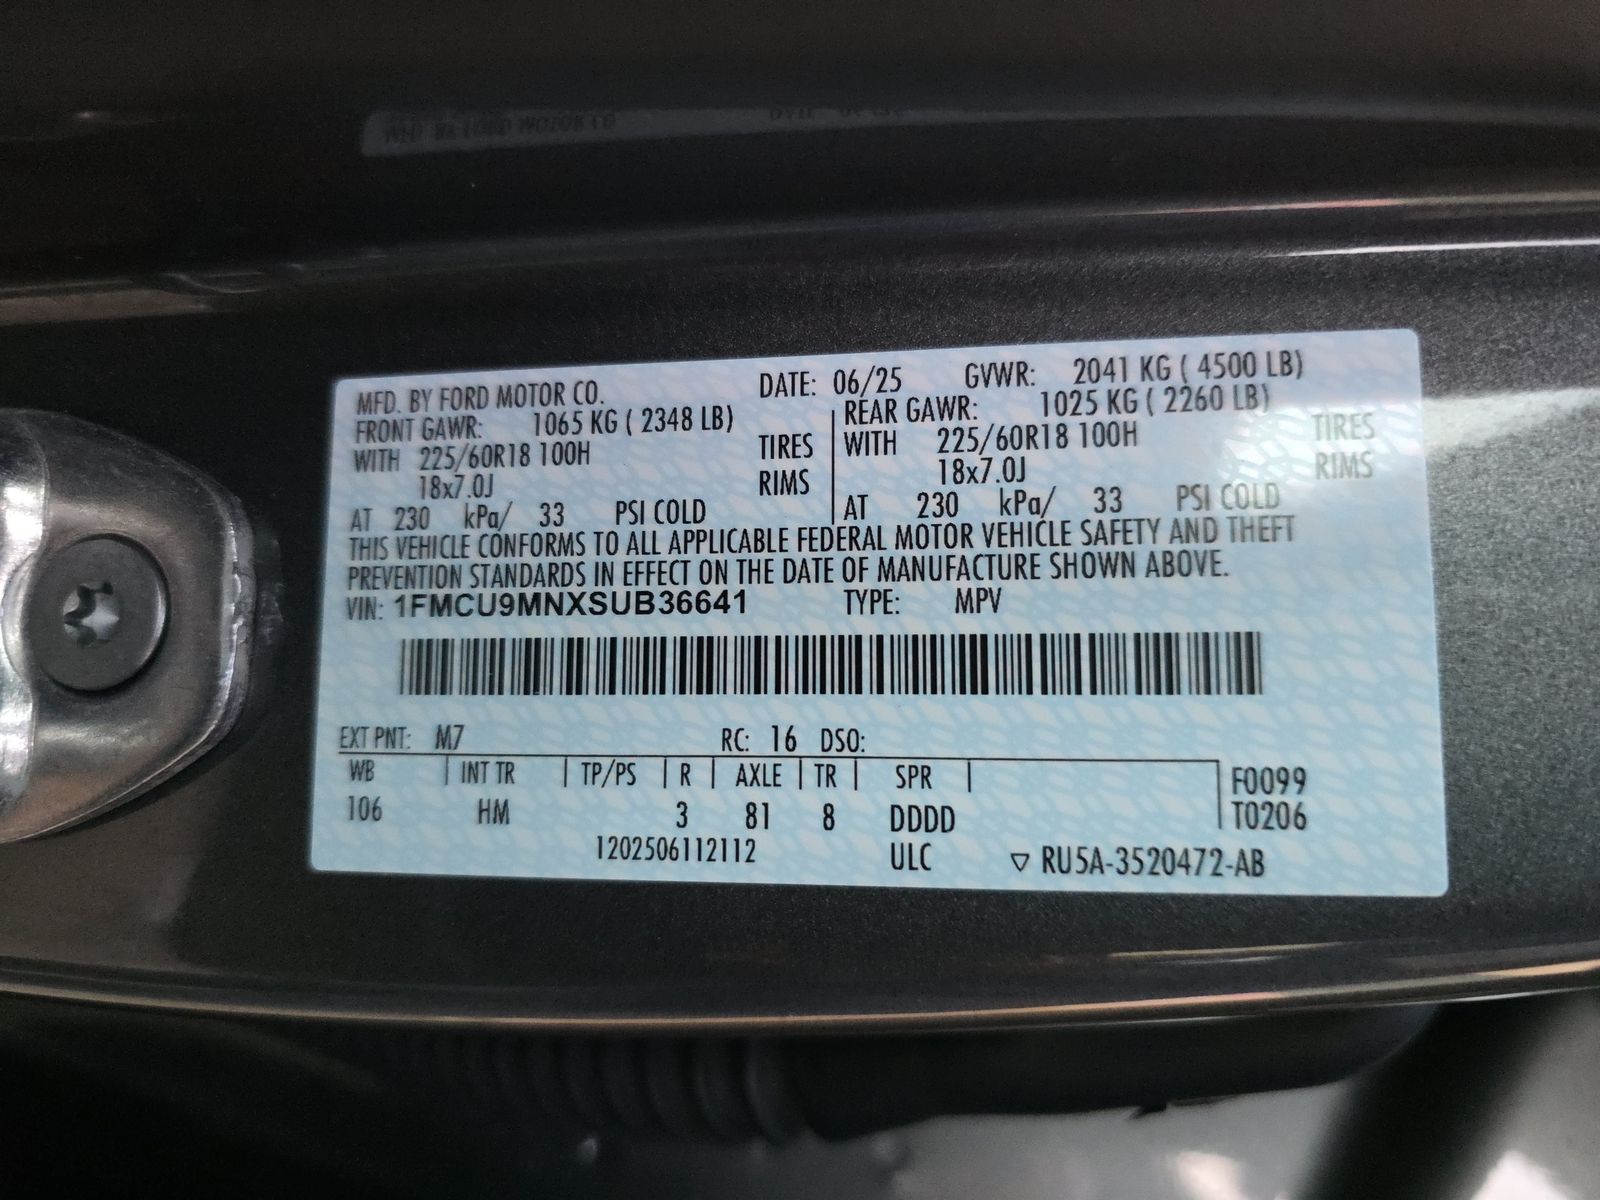 MFD. BY FORD MOTOR CO. DATE: 06/25 GVWR: 2041 KG ( 4500 LB)
FRONT GAWR: 1065 KG ( 2348 LB) REAR GAWR: 1025 KG ( 2260 LB)
WITH 225/60R18 100H TIRES WITH 225/60R18 100H TIRES
18x7.0J RIMS 18x7.0J RIMS
AT 230 kPa/ 33 PSI COLD AT 230 kPa/ 33 PSI COLD
THIS VEHICLE CONFORMS TO ALL APPLICABLE FEDERAL MOTOR VEHICLE SAFETY AND THEFT
PREVENTION STANDARDS IN EFFECT ON THE DATE OF MANUFACTURE SHOWN ABOVE.
VIN: 1FMCU9MNXSUB36641 TYPE: MPV
EXT PNT: M7 RC: 16 DSO:
WB INT TR TP/PS R AXLE TR SPR F0099
106 HM 3 81 8 DDDD T0206
1202506112112 ULC ▽ RU5A-3520472-AB